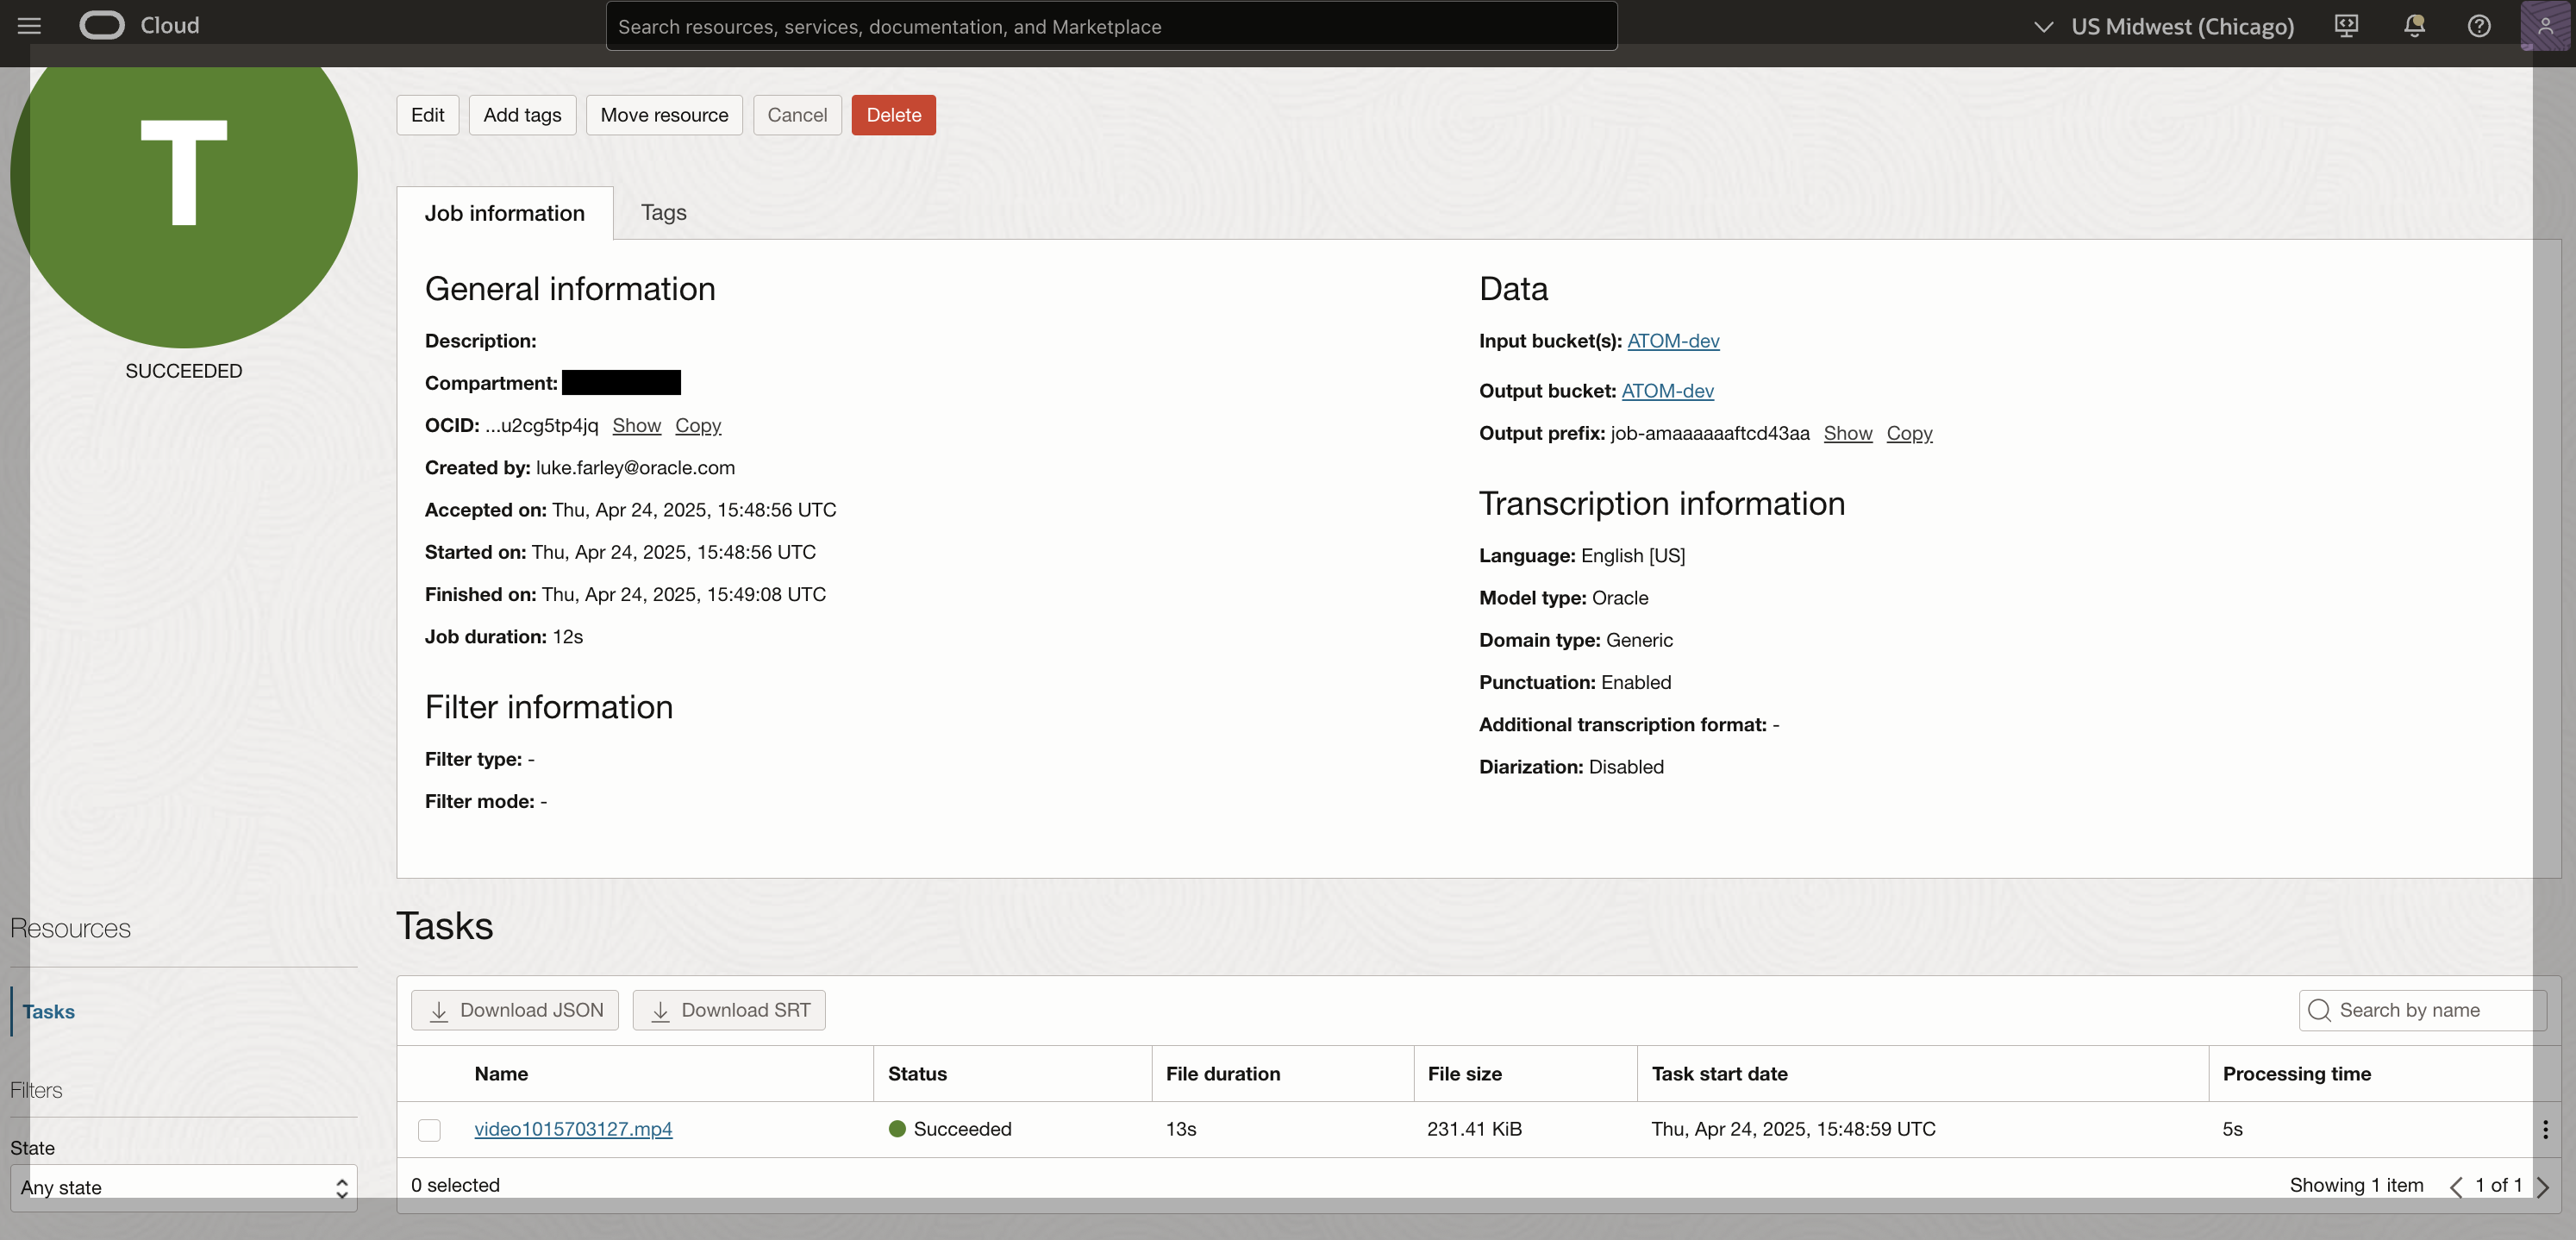 Cloud
Search resources, services, documentation, and Marketplace
US Midwest (Chicago)
T
SUCCEEDED
Edit
Add tags
Move resource
Cancel
Delete
Job information
Tags
General information
Description:
Compartment:
OCID: ...u2cg5tp4jq Show Copy
Created by: luke.farley@oracle.com
Accepted on: Thu, Apr 24, 2025, 15:48:56 UTC
Started on: Thu, Apr 24, 2025, 15:48:56 UTC
Finished on: Thu, Apr 24, 2025, 15:49:08 UTC
Job duration: 12s
Filter information
Filter type: -
Filter mode: -
Data
Input bucket(s): ATOM-dev
Output bucket: ATOM-dev
Output prefix: job-amaaaaaaftcd43aa Show Copy
Transcription information
Language: English [US]
Model type: Oracle
Domain type: Generic
Punctuation: Enabled
Additional transcription format: -
Diarization: Disabled
Resources
Tasks
Filters
State
Any state
Tasks
Download JSON
Download SRT
Search by name
Name Status File duration File size Task start date Processing time
video1015703127.mp4 Succeeded 13s 231.41 KiB Thu, Apr 24, 2025, 15:48:59 UTC 5s
0 selected
Showing 1 item 1 of 1